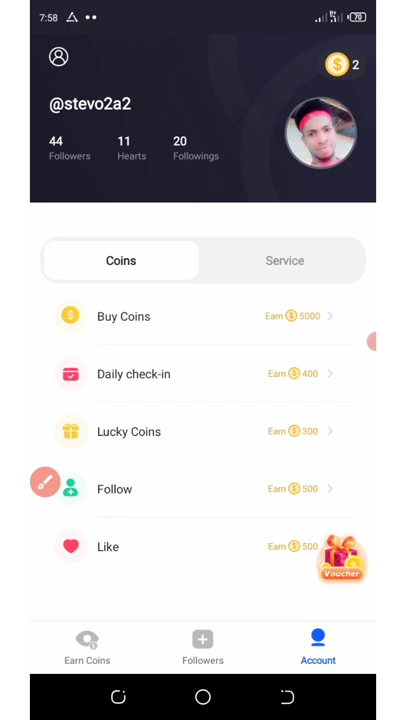 7:58
70
2
@stevo2a2
44 11 20
Followers Hearts Followings
Coins Service
Buy Coins Earn 5000
Daily check-in Earn 400
Lucky Coins Earn 300
Follow Earn 500
Like Earn 500
Voucher
Earn Coins Followers Account